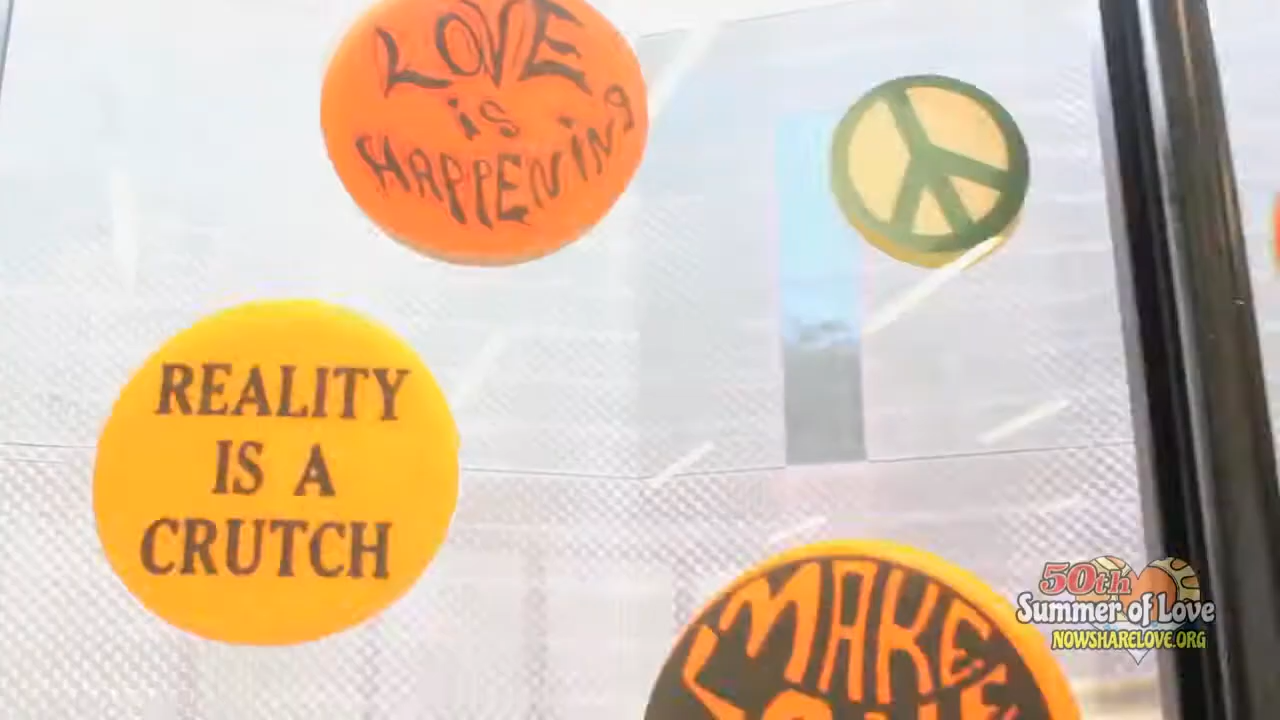 LOVE
is
HAPPENINg
REALITY
IS A
CRUTCH
MAKE
50th
Summer of Love
NOWSHARELOVE.ORG